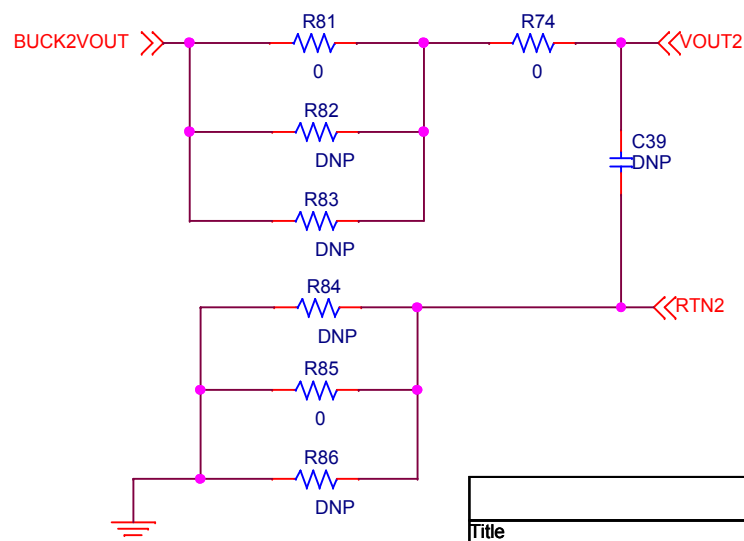 R81
R74
BUCK2VOUT
VOUT2
0
0
R82
C39
DNP
DNP
R83
DNP
R84
RTN2
DNP
R85
0
R86
DNP
Title